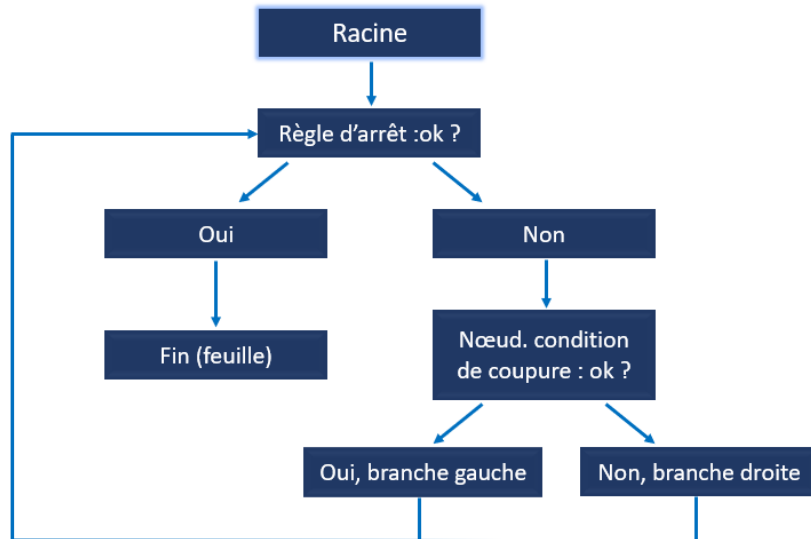 Racine
Règle d'arrêt :ok ?
Oui
Non
Fin (feuille)
Nœud. condition
de coupure : ok ?
Oui, branche gauche
Non, branche droite